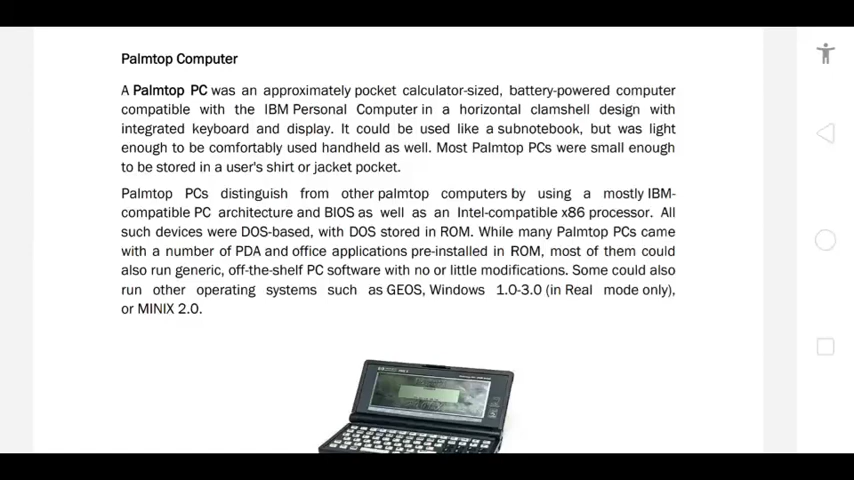 Palmtop Computer
A Palmtop PC was an approximately pocket calculator-sized, battery-powered computer
compatible with the IBM Personal Computer in a horizontal clamshell design with
integrated keyboard and display. It could be used like a subnotebook, but was light
enough to be comfortably used handheld as well. Most Palmtop PCs were small enough
to be stored in a user's shirt or jacket pocket.
Palmtop PCs distinguish from other palmtop computers by using a mostly IBM-
compatible PC architecture and BIOS as well as an Intel-compatible x86 processor. All
such devices were DOS-based, with DOS stored in ROM. While many Palmtop PCs came
with a number of PDA and office applications pre-installed in ROM, most of them could
also run generic, off-the-shelf PC software with no or little modifications. Some could also
run other operating systems such as GEOS, Windows 1.0-3.0 (in Real mode only),
or MINIX 2.0.